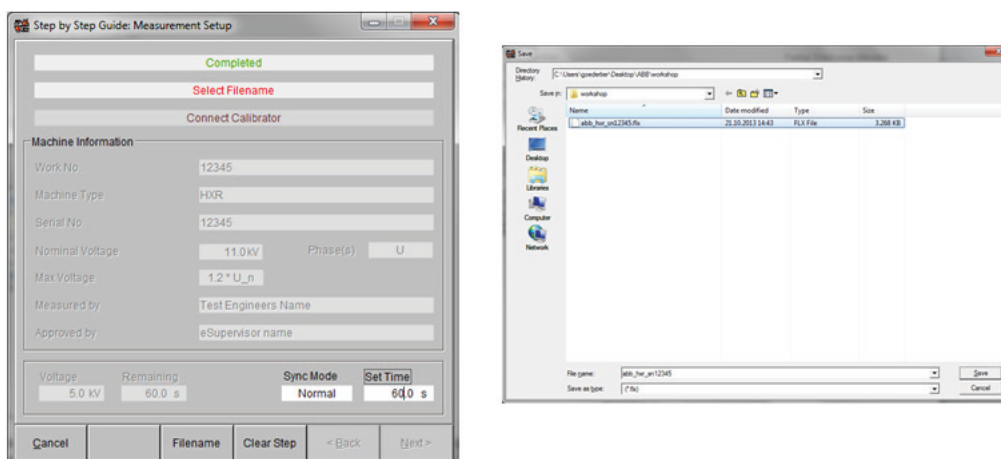 Step by Step Guide: Measurement Setup
Completed
Select Filename
Connect Calibrator
Machine Information
Work No. 12345
Machine Type HXR
Serial No. 12345
Nominal Voltage 11.0 kV Phase(s) U
Max Voltage 1.2 * U_n
Measured by Test Engineers Name
Approved by eSupervisor name
Voltage Remaining Sync Mode Set Time
5.0 kV 60.0 s Normal 60.0 s
Cancel Filename Clear Step < Back Next >
Save
Directory History: C:\Users\goedertier\Desktop\ABB\workshop
Save in: workshop
Name Date modified Type Size
abb_hxr_sn12345.flx 21.10.2013 14:43 FLX File 3.268 KB
Recent Places
Desktop
Libraries
Computer
Network
File name: abb_hxr_sn12345 Save
Save as type: (*.flx) Cancel